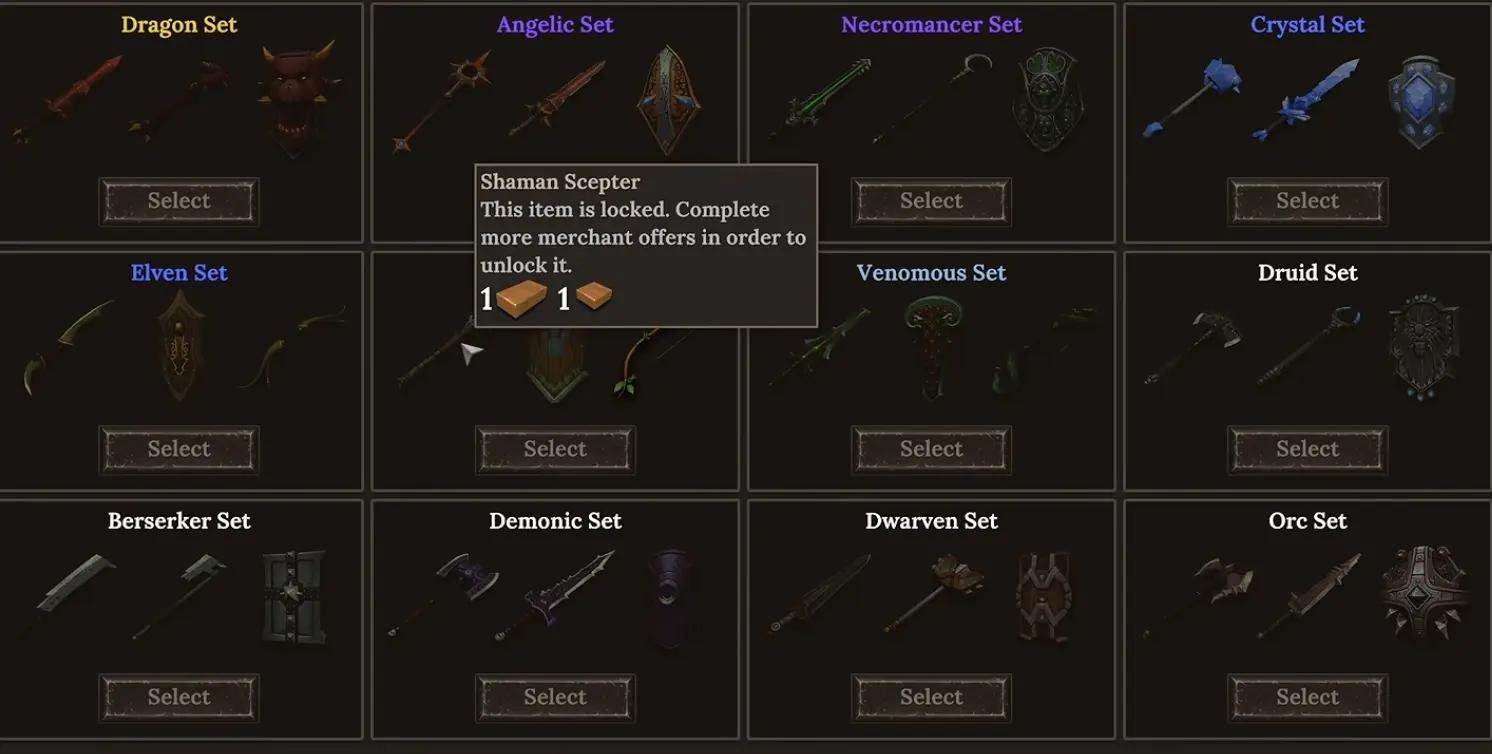 Dragon Set
Angelic Set
Necromancer Set
Crystal Set
Select
Shaman Scepter
This item is locked. Complete
more merchant offers in order to
unlock it.
1 1
Select
Select
Elven Set
Venomous Set
Druid Set
Select
Select
Select
Select
Berserker Set
Demonic Set
Dwarven Set
Orc Set
Select
Select
Select
Select